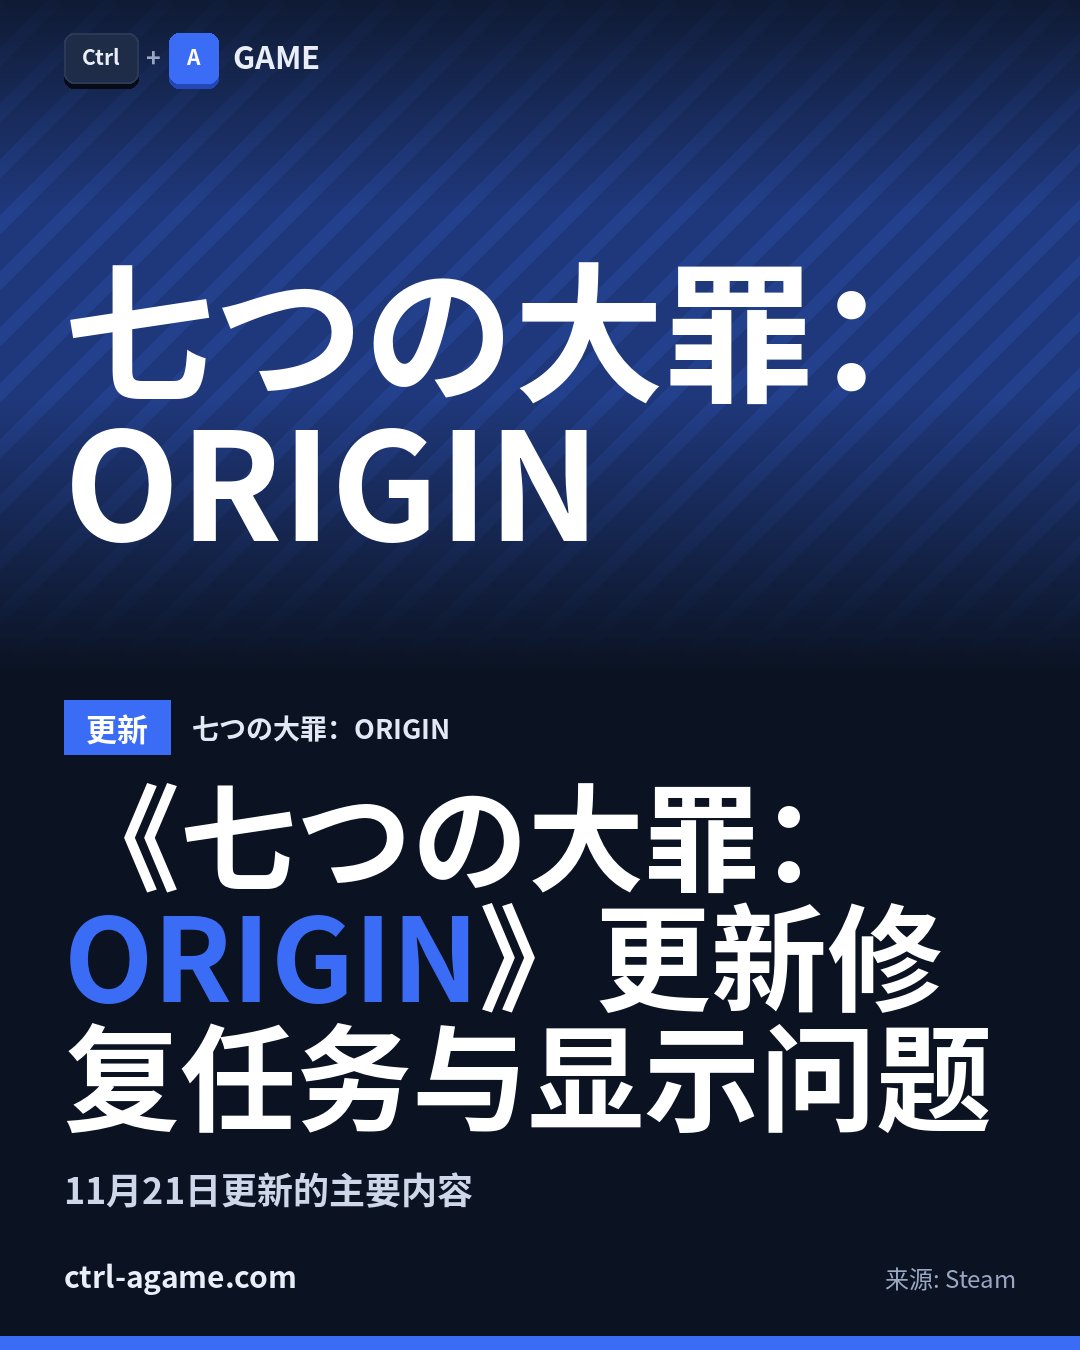 Ctrl + A GAME
七つの大罪：
ORIGIN
更新 七つの大罪：ORIGIN
《七つの大罪：
ORIGIN》更新修
复任务与显示问题
11月21日更新的主要内容
ctrl-agame.com
来源: Steam